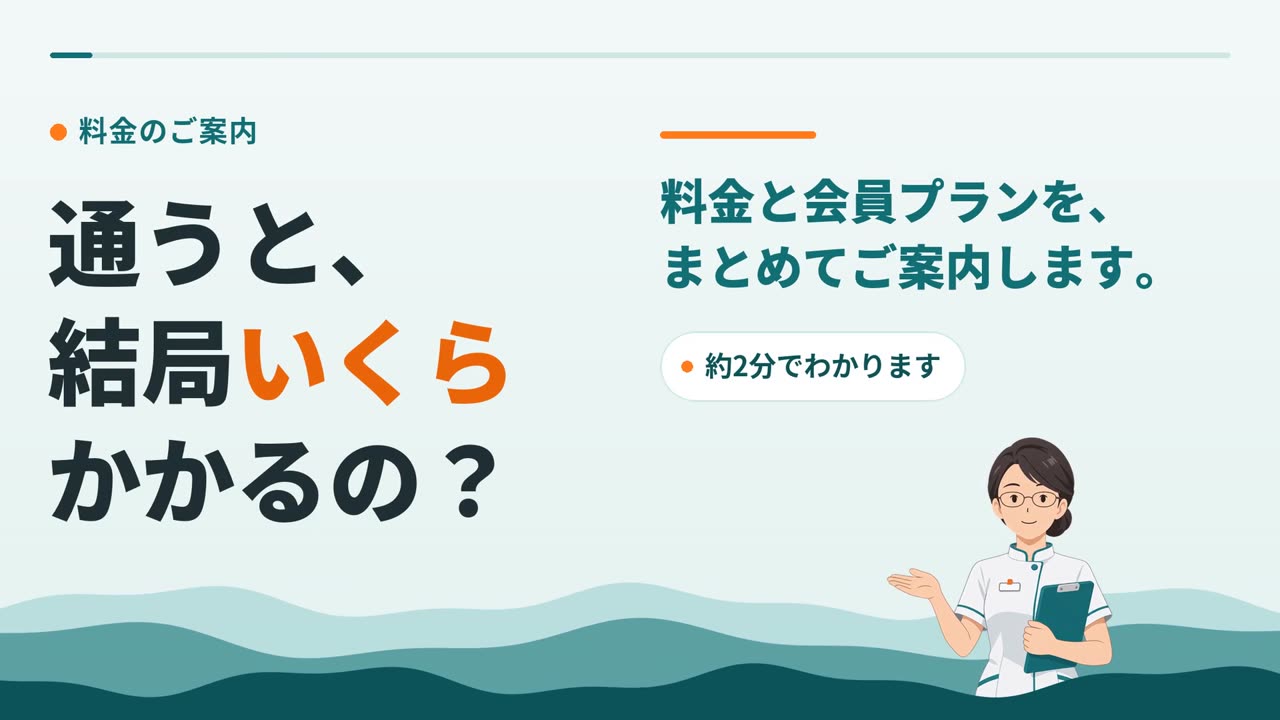 料金のご案内
通うと、
結局いくら
かかるの？
料金と会員プランを、
まとめてご案内します。
約2分でわかります